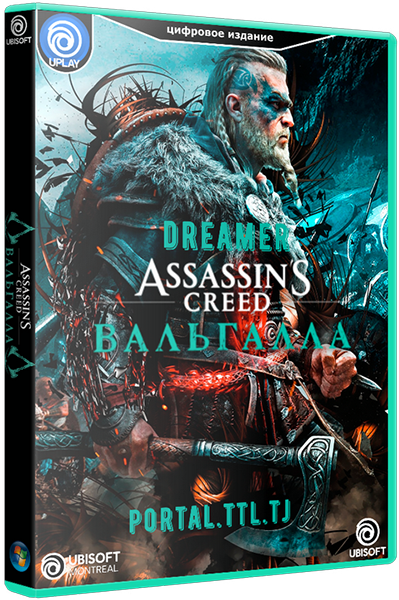 UBISOFT
UPLAY
цифровое издание
DREAMER
ASSASSIN'S
CREED
ВАЛЬГАЛЛА
ASSASSIN'S
CREED
ВАЛЬГАЛЛА
PORTAL.TTL.TJ
UBISOFT
MONTREAL
UBISOFT